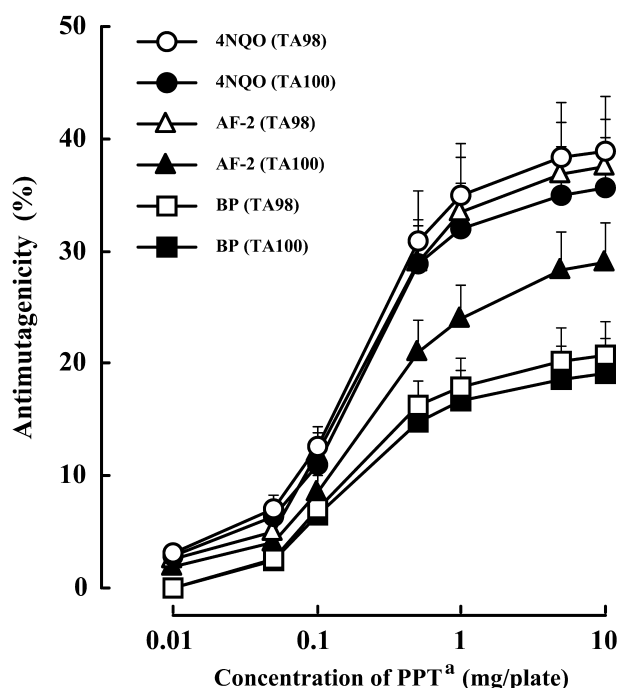 50
40
30
20
10
0
Antimutagenicity (%)
4NQO (TA98)
4NQO (TA100)
AF-2 (TA98)
AF-2 (TA100)
BP (TA98)
BP (TA100)
0.01 0.1 1 10
Concentration of PPTª (mg/plate)